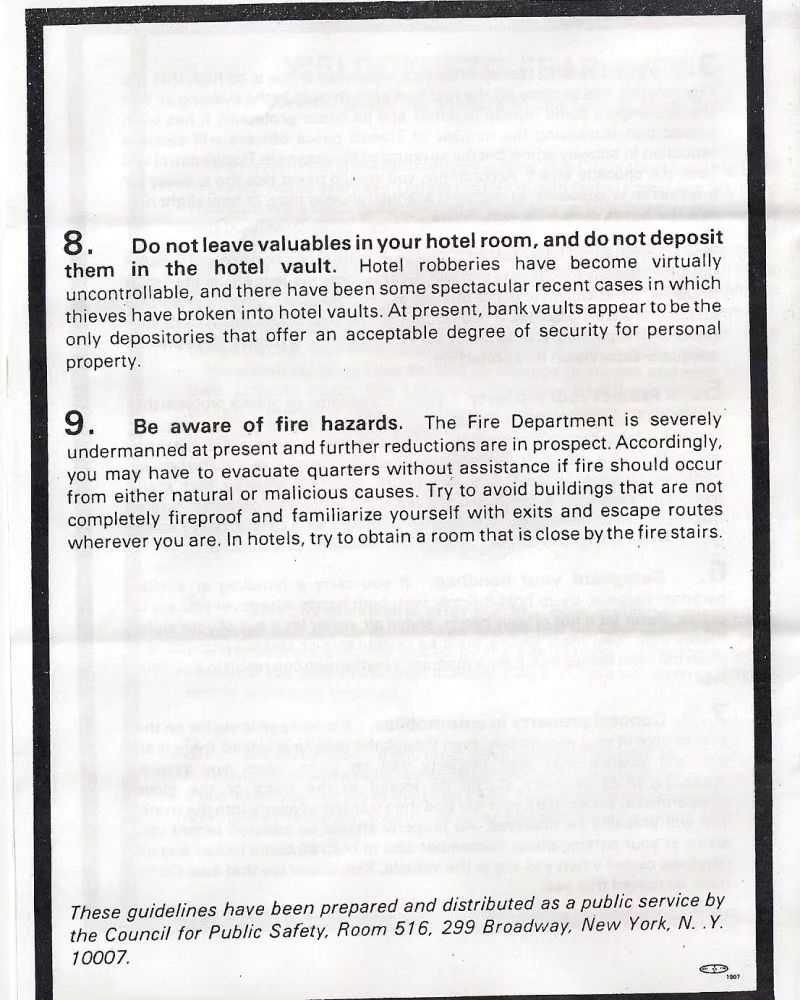 8. Do not leave valuables in your hotel room, and do not deposit
them in the hotel vault. Hotel robberies have become virtually
uncontrollable, and there have been some spectacular recent cases in which
thieves have broken into hotel vaults. At present, bank vaults appear to be the
only depositories that offer an acceptable degree of security for personal
property.
9. Be aware of fire hazards. The Fire Department is severely
undermanned at present and further reductions are in prospect. Accordingly,
you may have to evacuate quarters without assistance if fire should occur
from either natural or malicious causes. Try to avoid buildings that are not
completely fireproof and familiarize yourself with exits and escape routes
wherever you are. In hotels, try to obtain a room that is close by the fire stairs.
These guidelines have been prepared and distributed as a public service by
the Council for Public Safety, Room 516, 299 Broadway, New York, N. .Y.
10007.